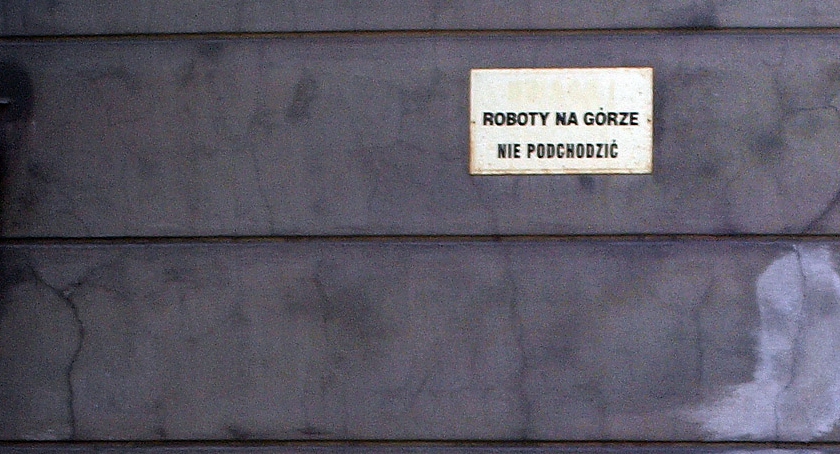 ROBOTY NA GÓRZE
NIE PODCHODZIĆ